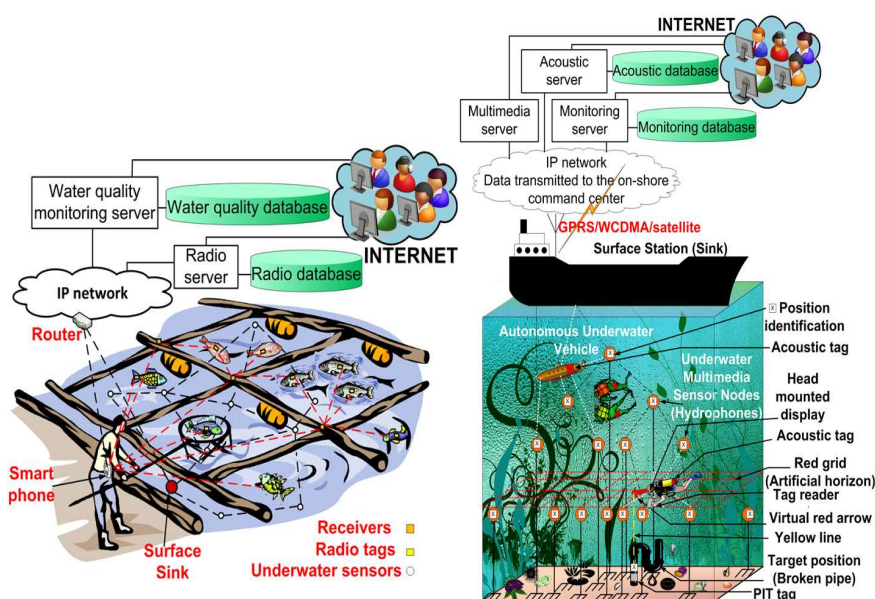 Water quality
monitoring server
Water quality database
INTERNET
Radio
server
Radio database
IP network
Router
Smart
phone
Surface
Sink
Receivers
Radio tags
Underwater sensors
INTERNET
Acoustic
server
Acoustic database
Multimedia
server
Monitoring
server
Monitoring database
IP network
Data transmitted to the on-shore
command center
GPRS/WCDMA/satellite
Surface Station (Sink)
Autonomous Underwater
Vehicle
Underwater
Multimedia
Sensor Nodes
(Hydrophones)
Position
identification
Acoustic tag
Head
mounted
display
Acoustic tag
Red grid
(Artificial horizon)
Tag reader
Virtual red arrow
Yellow line
Target position
(Broken pipe)
PIT tag